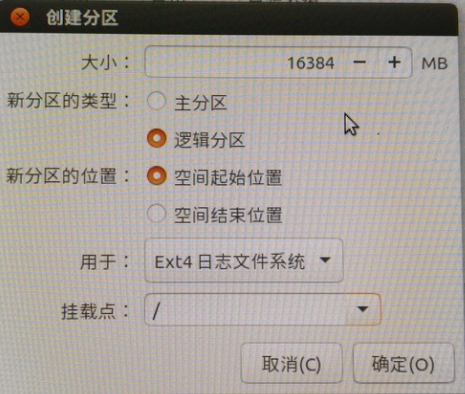 创建分区
大小： 16384 － ＋ MB
新分区的类型： 主分区
逻辑分区
新分区的位置： 空间起始位置
空间结束位置
用于： Ext4 日志文件系统
挂载点： /
取消(C) 确定(O)